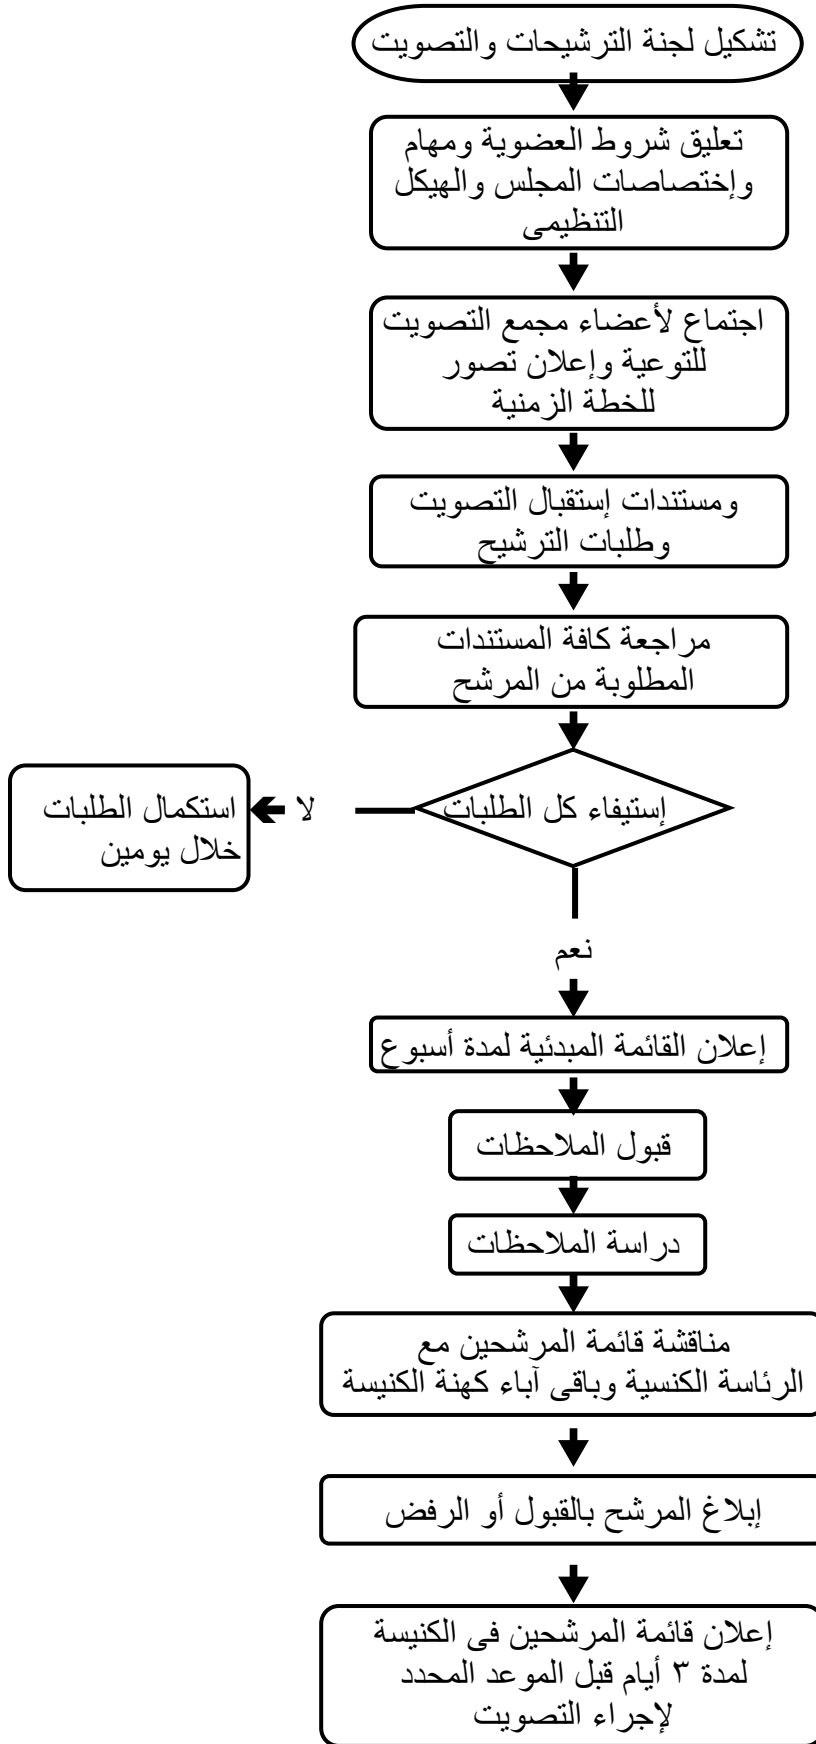 تشكيل لجنة الترشيحات والتصويت
تعليق شروط العضوية ومهام
وإختصاصات المجلس والهيكل
التنظيمى
اجتماع لأعضاء مجمع التصويت
للتوعية وإعلان تصور
للخطة الزمنية
ومستندات إستقبال التصويت
وطلبات الترشيح
مراجعة كافة المستندات
المطلوبة من المرشح
إستيفاء كل الطلبات
لا
استكمال الطلبات
خلال يومين
نعم
إعلان القائمة المبدئية لمدة أسبوع
قبول الملاحظات
دراسة الملاحظات
مناقشة قائمة المرشحين مع
الرئاسة الكنسية وباقى آباء كهنة الكنيسة
إبلاغ المرشح بالقبول أو الرفض
إعلان قائمة المرشحين فى الكنيسة
لمدة ٣ أيام قبل الموعد المحدد
لإجراء التصويت